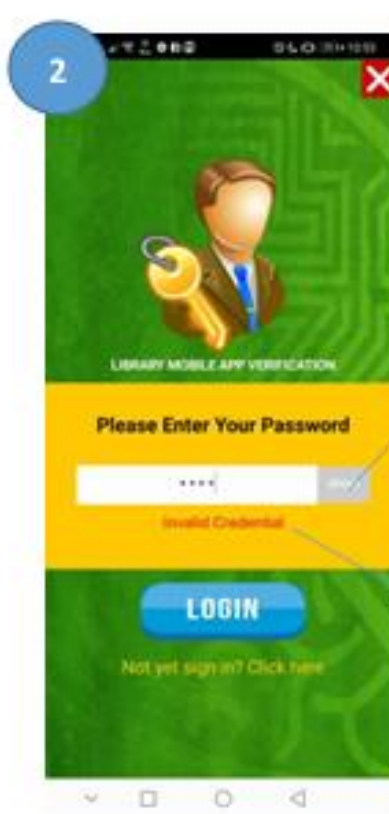 2
LIBRARY MOBILE APP VERIFICATION
Please Enter Your Password
Invalid Credential
LOGIN
Not yet sign in? Click here